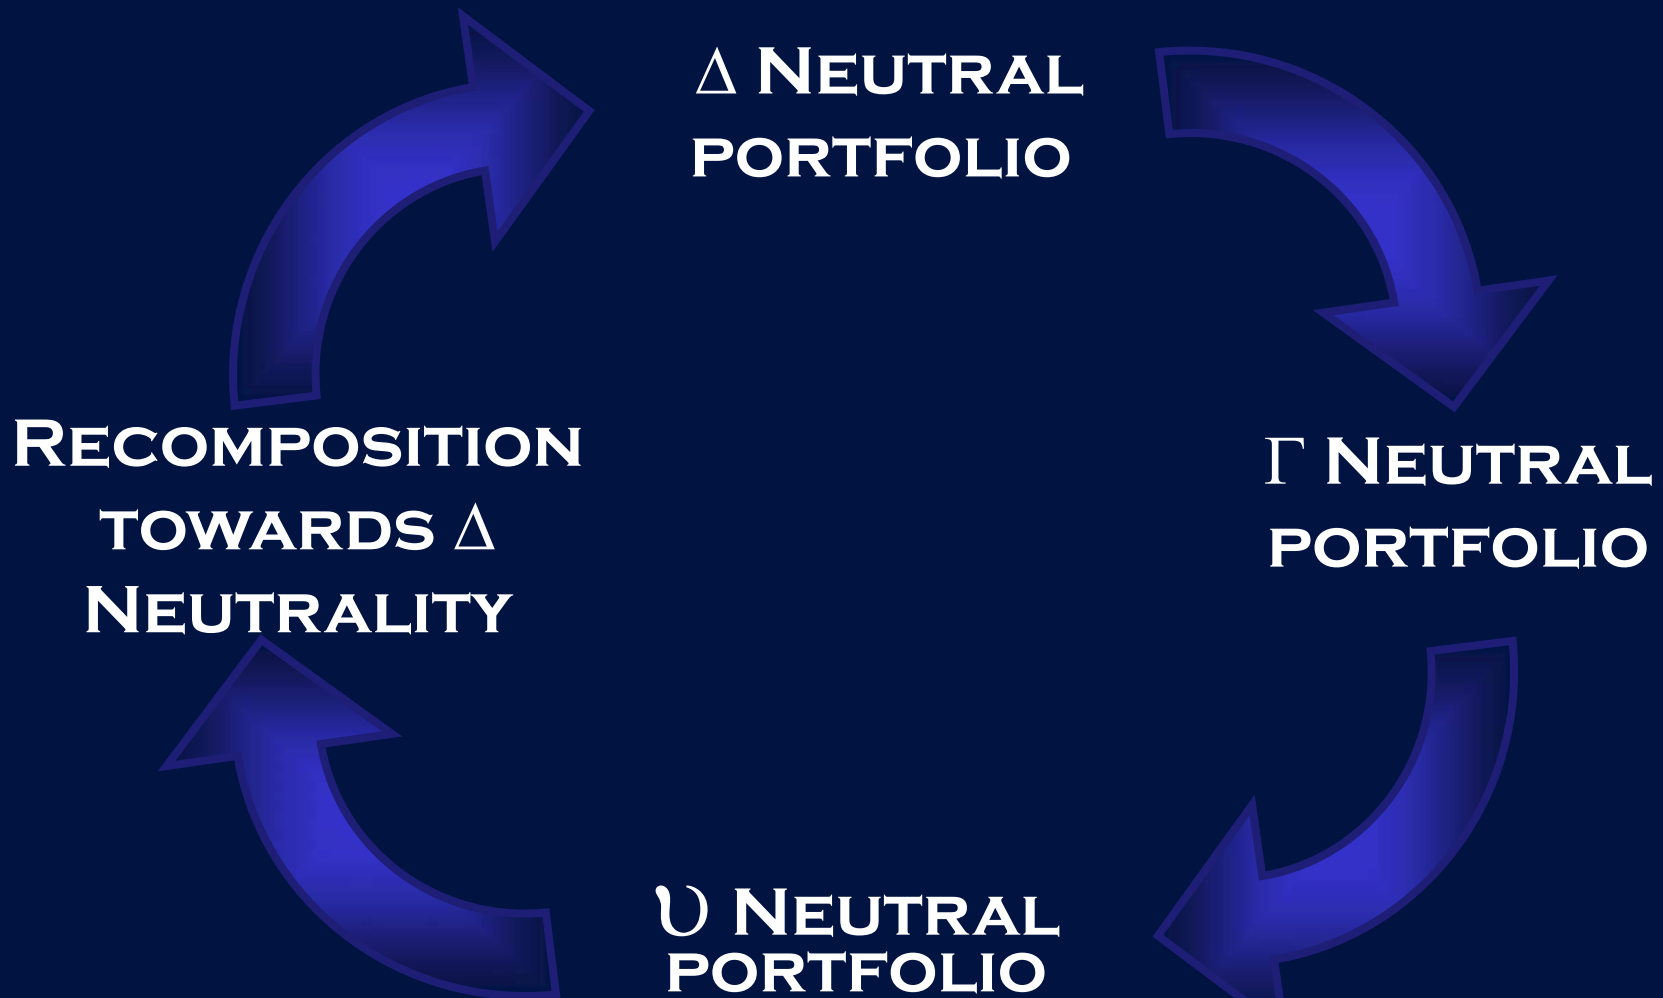 Δ Neutral
portfolio
Γ Neutral
portfolio
υ Neutral
portfolio
Recomposition
towards Δ
Neutrality